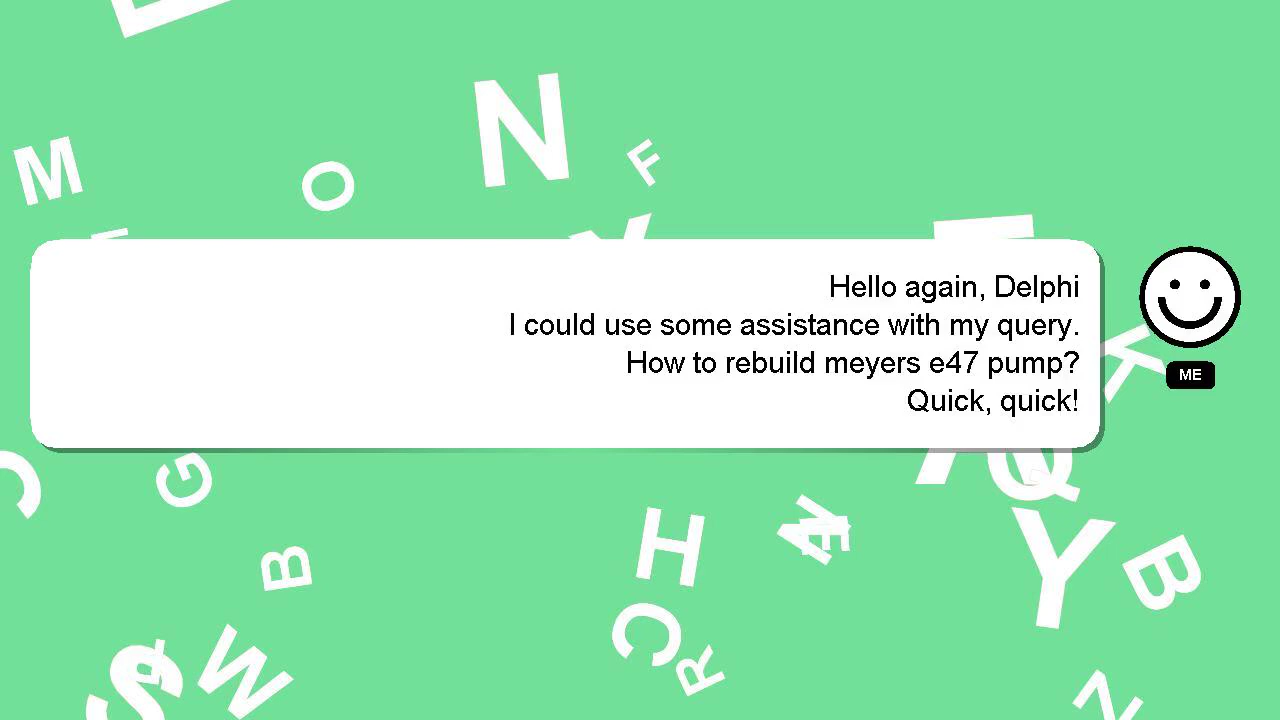 Hello again, Delphi
I could use some assistance with my query.
How to rebuild meyers e47 pump?
Quick, quick!
ME